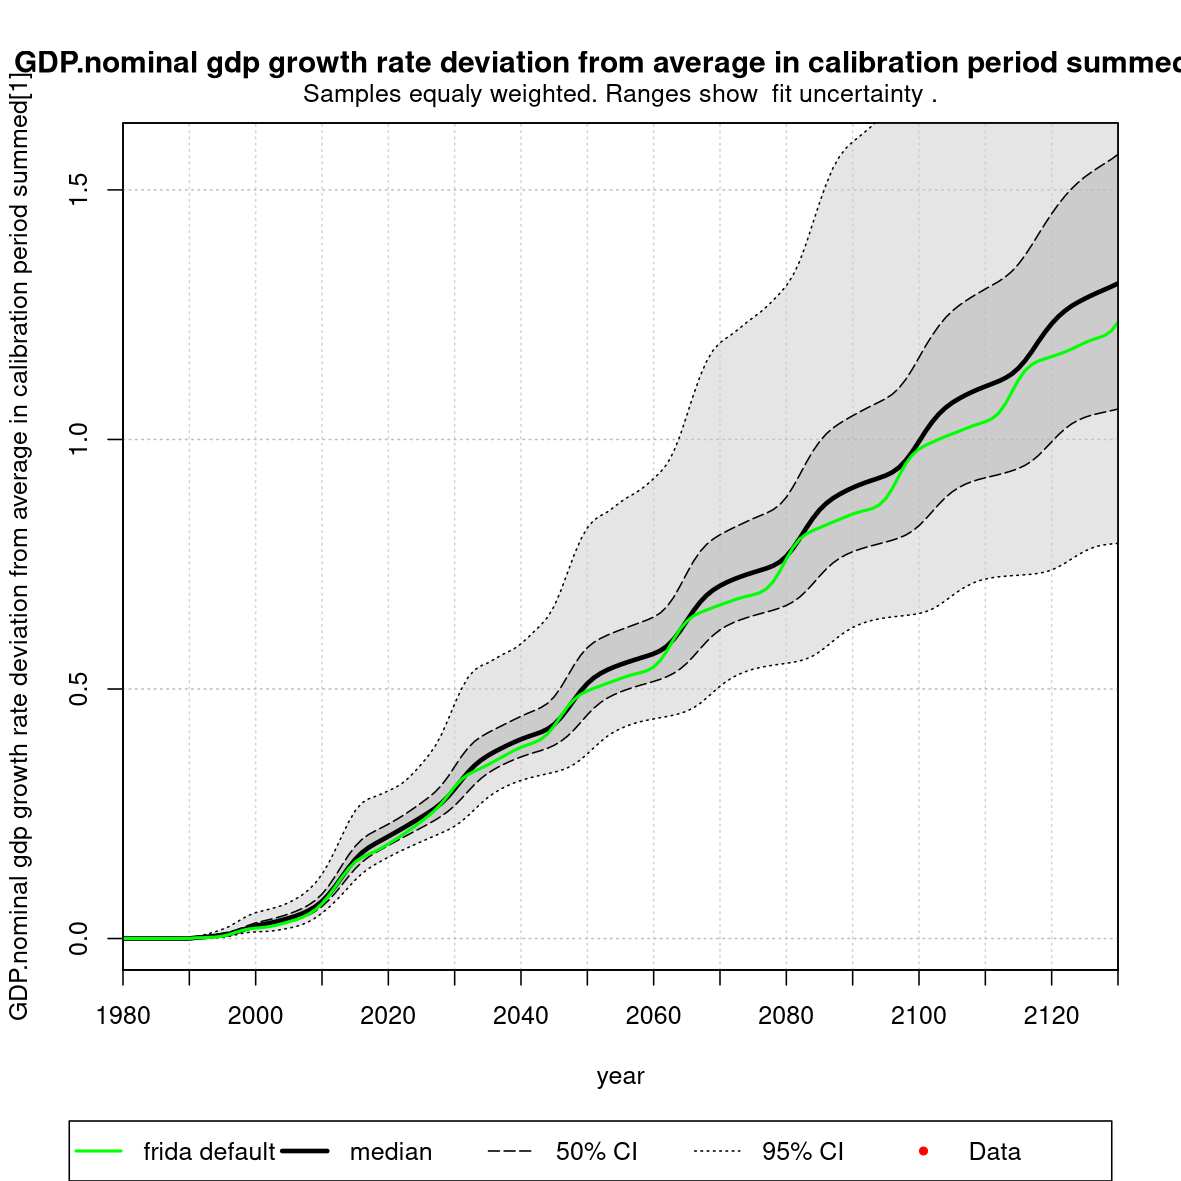 GDP.nominal gdp growth rate deviation from average in calibration period summed
Samples equaly weighted. Ranges show  fit uncertainty .
GDP.nominal gdp growth rate deviation from average in calibration period summed[1]
1.5
1.0
0.5
0.0
1980 2000 2020 2040 2060 2080 2100 2120
year
frida default median 50% CI 95% CI Data